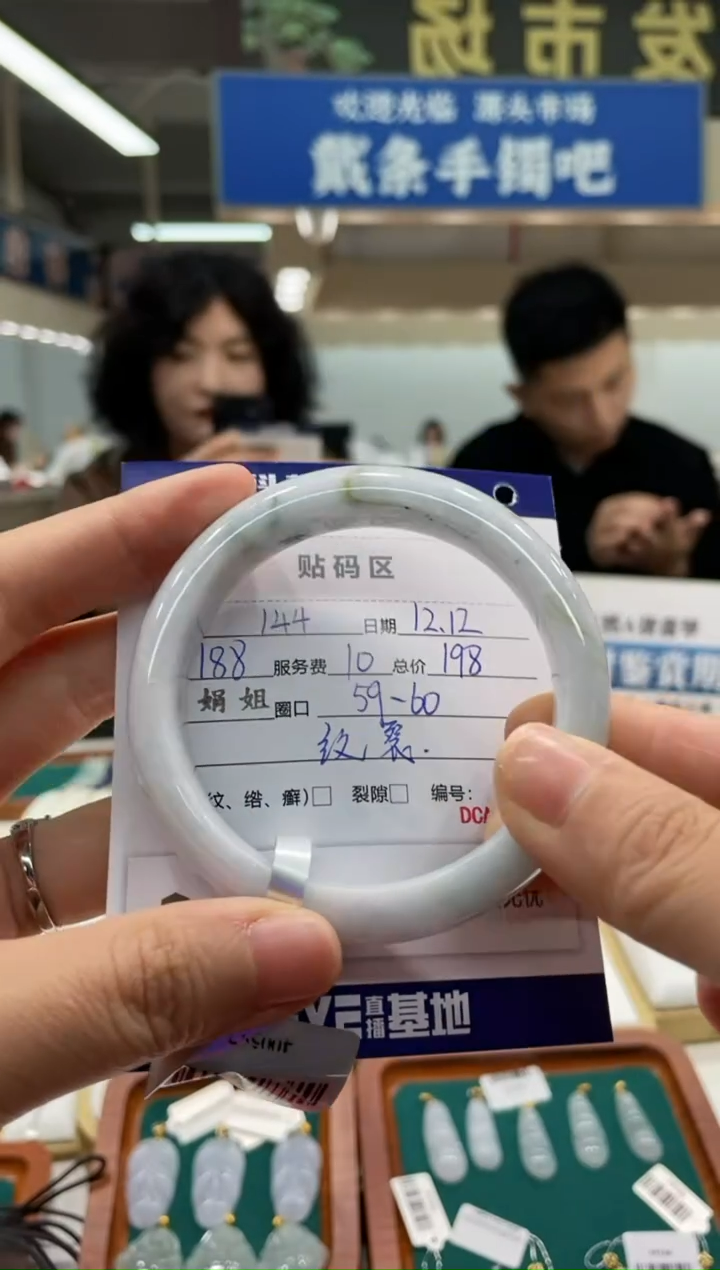 发市场
欢迎光临 源头市场
戴条手镯吧
贴码区
144 日期 12.12
188 服务费 10 总价 198
娟姐 圈口 59-60
纹裂.
纹、绺、癣)□ 裂隙□ 编号:
DC
直播基地